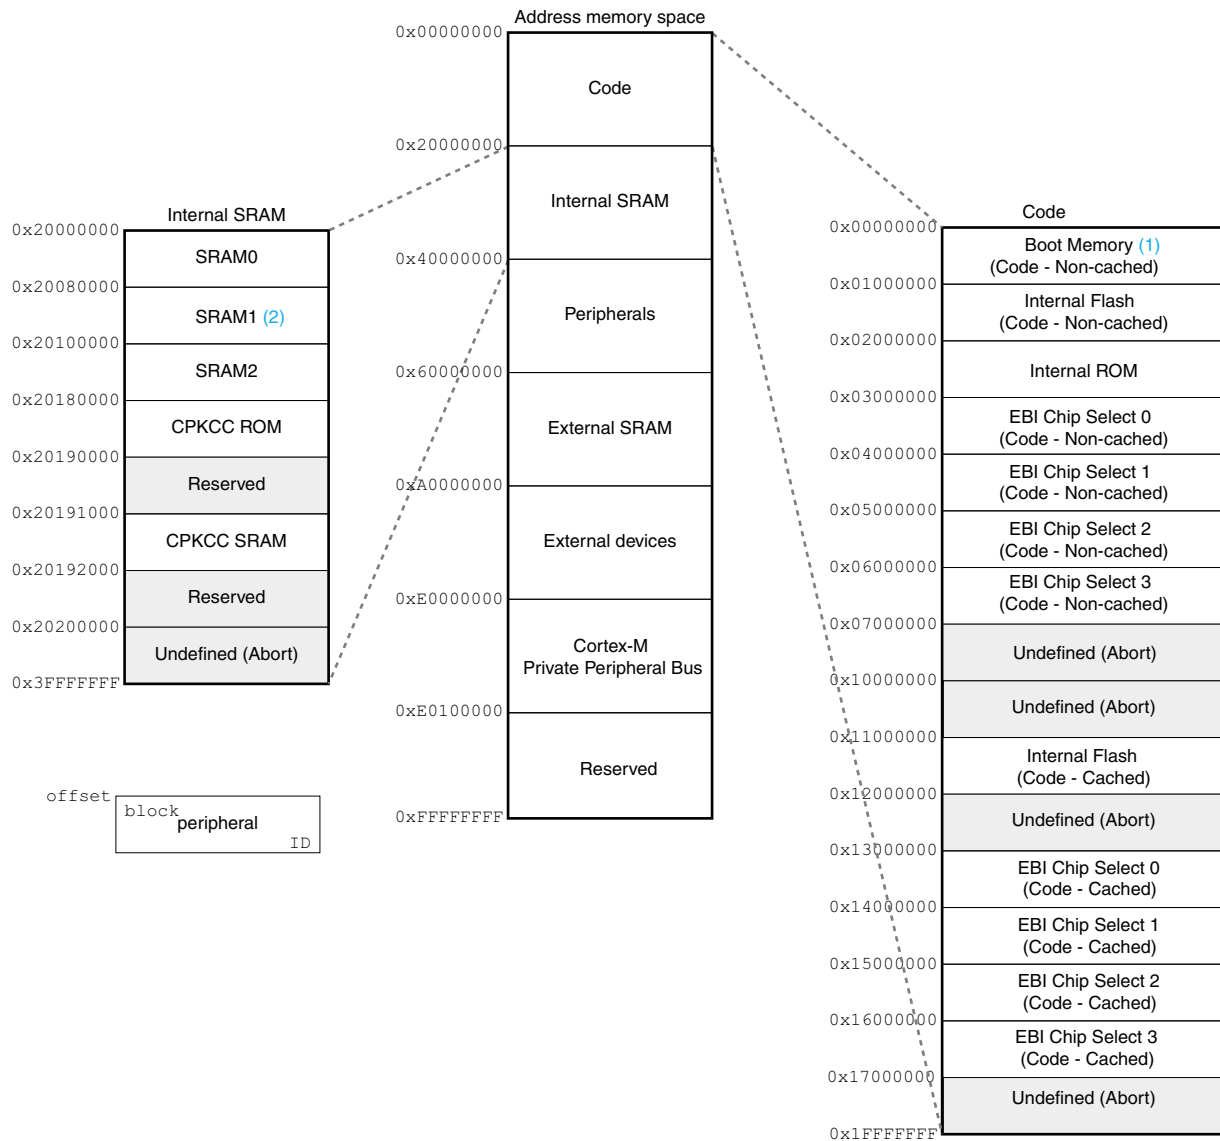 Address memory space
0x00000000
Code
0x20000000
Internal SRAM
0x40000000
Peripherals
0x60000000
External SRAM
0xA0000000
External devices
0xE0000000
Cortex-M
Private Peripheral Bus
0xE0100000
Reserved
0xFFFFFFFF
Internal SRAM
0x20000000
SRAM0
0x20080000
SRAM1 (2)
0x20100000
SRAM2
0x20180000
CPKCC ROM
0x20190000
Reserved
0x20191000
CPKCC SRAM
0x20192000
Reserved
0x20200000
Undefined (Abort)
0x3FFFFFFF
offset
block
peripheral
ID
Code
0x00000000
Boot Memory (1)
(Code - Non-cached)
0x01000000
Internal Flash
(Code - Non-cached)
0x02000000
Internal ROM
0x03000000
EBI Chip Select 0
(Code - Non-cached)
0x04000000
EBI Chip Select 1
(Code - Non-cached)
0x05000000
EBI Chip Select 2
(Code - Non-cached)
0x06000000
EBI Chip Select 3
(Code - Non-cached)
0x07000000
Undefined (Abort)
0x10000000
Undefined (Abort)
0x11000000
Internal Flash
(Code - Cached)
0x12000000
Undefined (Abort)
0x13000000
EBI Chip Select 0
(Code - Cached)
0x14000000
EBI Chip Select 1
(Code - Cached)
0x15000000
EBI Chip Select 2
(Code - Cached)
0x16000000
EBI Chip Select 3
(Code - Cached)
0x17000000
Undefined (Abort)
0x1FFFFFFF